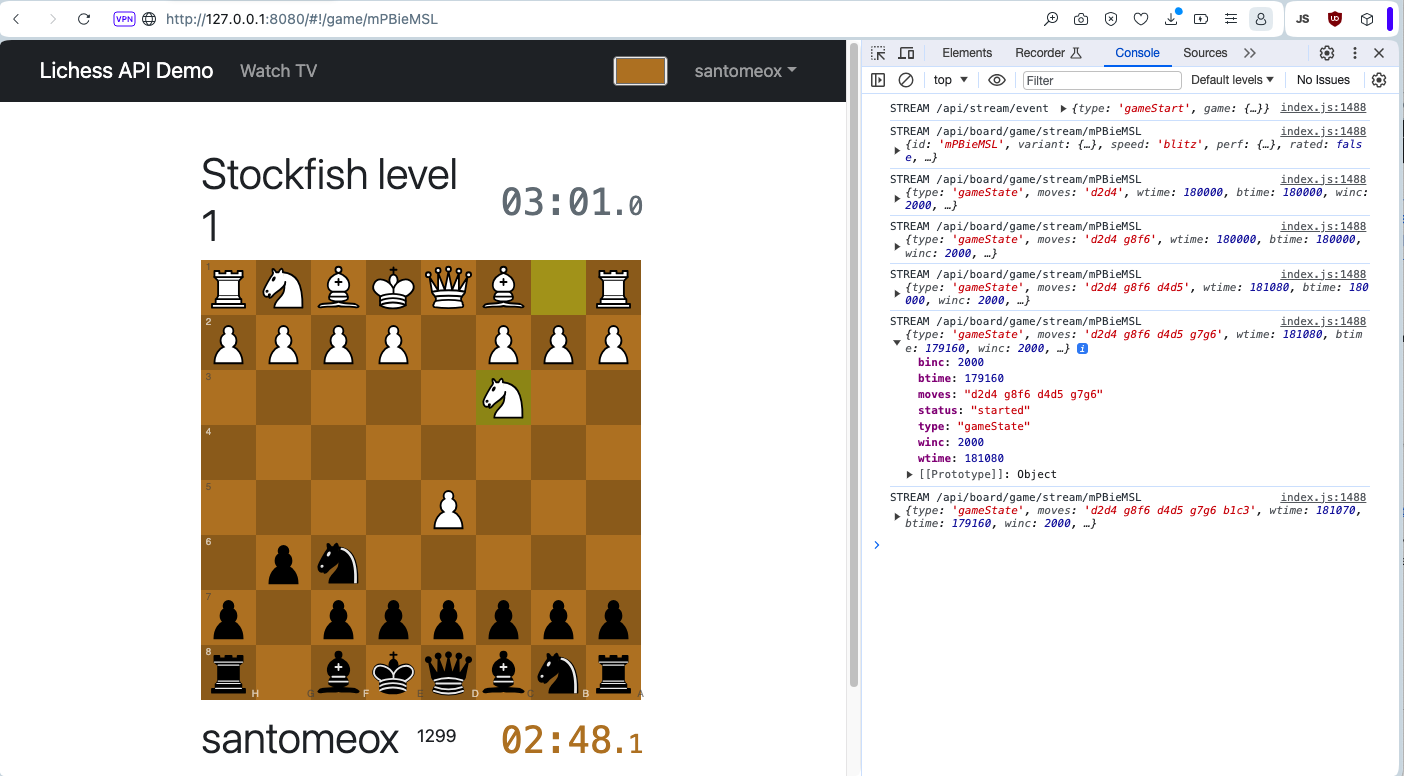 VPN http://127.0.0.1:8080/#!/game/mPBieMSL JS
Lichess API Demo Watch TV santomeox
Stockfish level
1
03:01.0
1
2
3
4
5
6
7
8
H G F E D C B A
santomeox 1299 02:48.1
Elements Recorder Console Sources
top Filter Default levels No Issues
STREAM /api/stream/event {type: 'gameStart', game: {…}} index.js:1488
STREAM /api/board/game/stream/mPBieMSL index.js:1488
{id: 'mPBieMSL', variant: {…}, speed: 'blitz', perf: {…}, rated: fals
e, …}
STREAM /api/board/game/stream/mPBieMSL index.js:1488
{type: 'gameState', moves: 'd2d4', wtime: 180000, btime: 180000, winc:
2000, …}
STREAM /api/board/game/stream/mPBieMSL index.js:1488
{type: 'gameState', moves: 'd2d4 g8f6', wtime: 180000, btime: 180000,
winc: 2000, …}
STREAM /api/board/game/stream/mPBieMSL index.js:1488
{type: 'gameState', moves: 'd2d4 g8f6 d4d5', wtime: 181080, btime: 180
000, winc: 2000, …}
STREAM /api/board/game/stream/mPBieMSL index.js:1488
{type: 'gameState', moves: 'd2d4 g8f6 d4d5 g7g6', wtime: 181080, btim
e: 179160, winc: 2000, …} i
binc: 2000
btime: 179160
moves: "d2d4 g8f6 d4d5 g7g6"
status: "started"
type: "gameState"
winc: 2000
wtime: 181080
[[Prototype]]: Object
STREAM /api/board/game/stream/mPBieMSL index.js:1488
{type: 'gameState', moves: 'd2d4 g8f6 d4d5 g7g6 b1c3', wtime: 181070,
btime: 179160, winc: 2000, …}